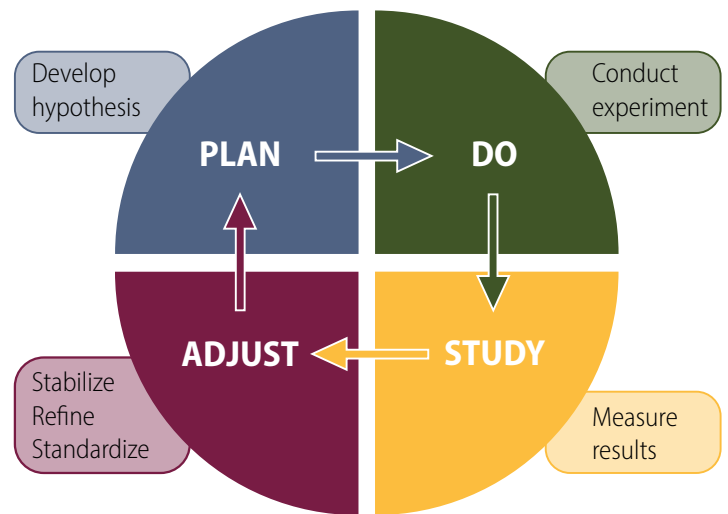 Develop
hypothesis
PLAN
DO
Conduct
experiment
ADJUST
STUDY
Stabilize
Refine
Standardize
Measure
results